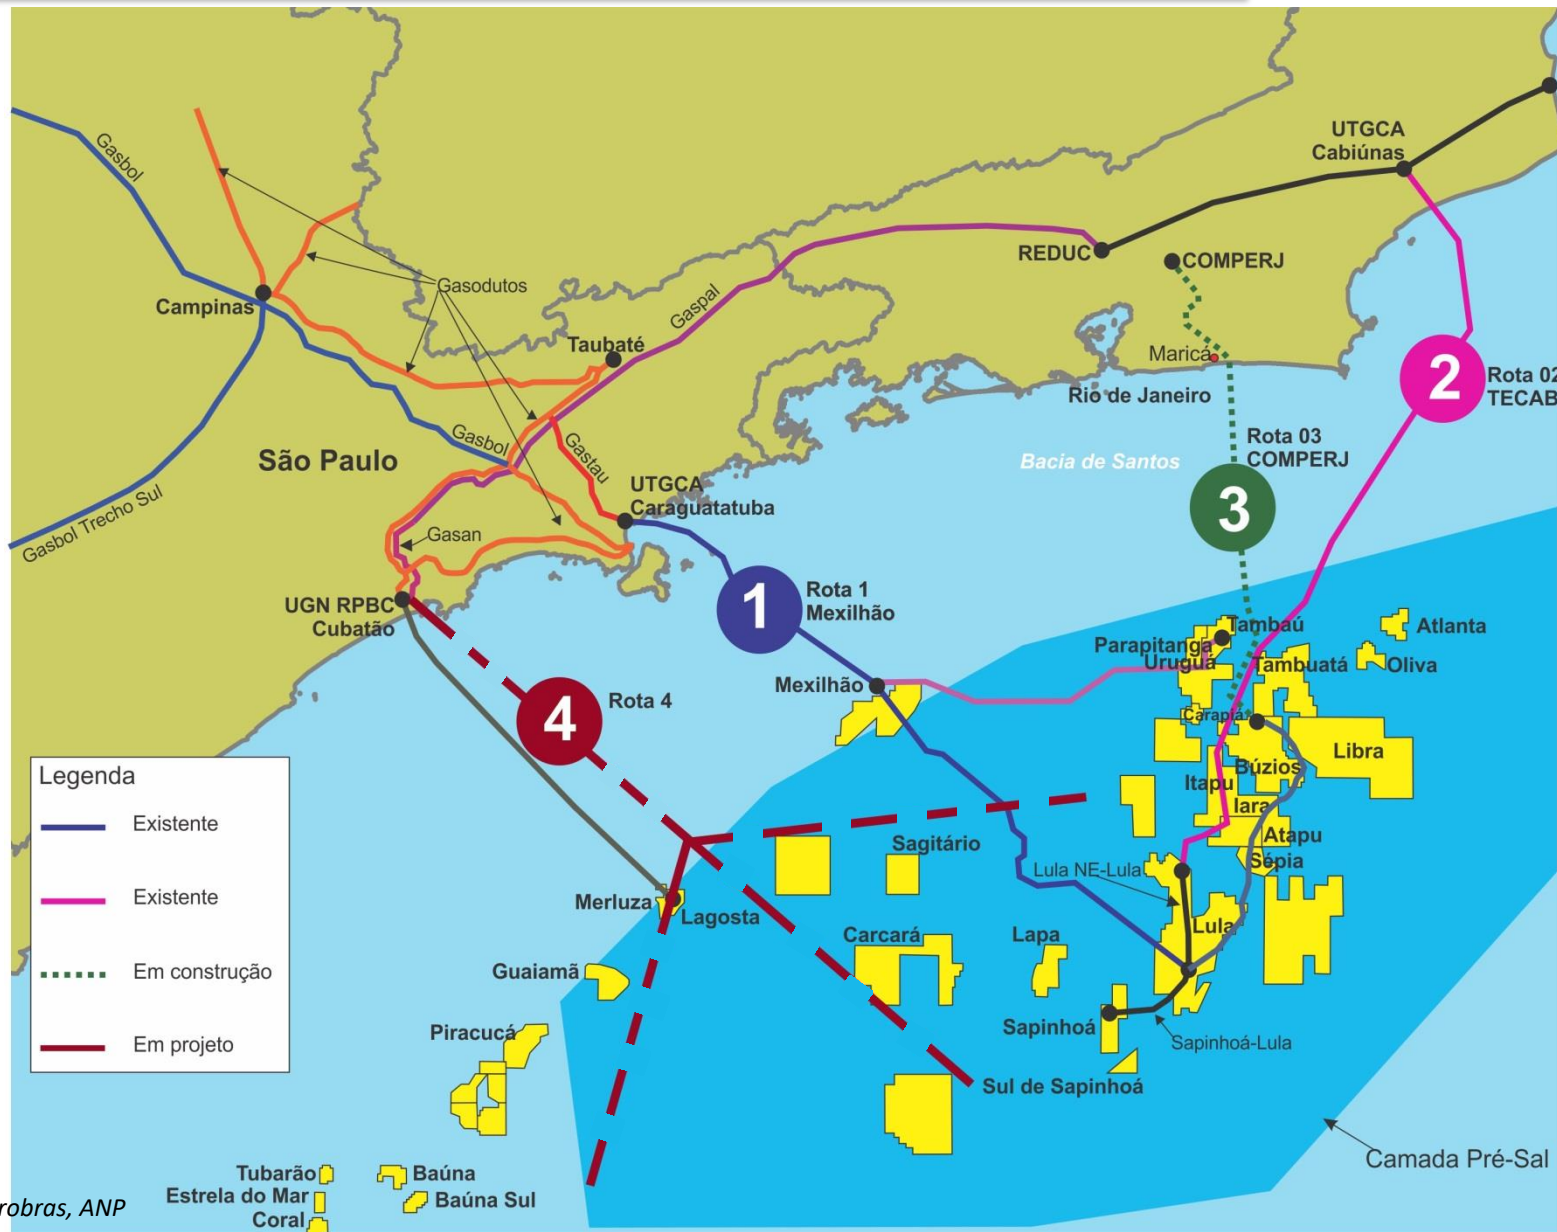 Gasbol
UTGCA
Cabiúnas
REDUC
COMPERJ
Campinas
Gasodutos
Gaspal
Taubaté
Maricá
Rio de Janeiro
2
Rota 02
TECAB
São Paulo
Gasbol
Gastau
Rota 03
COMPERJ
Bacia de Santos
UTGCA
Caraguatatuba
3
Gasbol Trecho Sul
Gasan
UGN RPBC
Cubatão
1
Rota 1
Mexilhão
Tambaú
Parapitanga
Uruguá
Atlanta
Tambuatá
Oliva
Mexilhão
4
Rota 4
Carapiá
Libra
Búzios
Itapu
Iara
Atapu
Sépia
Legenda
Existente
Existente
Em construção
Em projeto
Sagitário
Lula NE-Lula
Merluza
Lagosta
Lula
Carcará
Lapa
Guaiamã
Sapinhoá
Piracucá
Sapinhoá-Lula
Sul de Sapinhoá
Camada Pré-Sal
Tubarão
Baúna
Estrela do Mar
Baúna Sul
Coral
robras, ANP